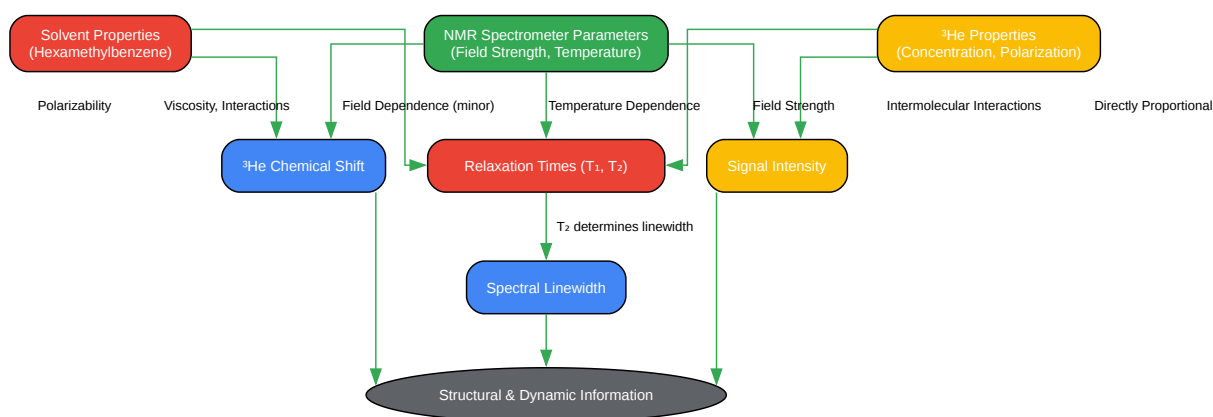 Solvent Properties
(Hexamethylbenzene)
NMR Spectrometer Parameters
(Field Strength, Temperature)
³He Properties
(Concentration, Polarization)
Polarizability
Viscosity, Interactions
Field Dependence (minor)
Temperature Dependence
Field Strength
Intermolecular Interactions
Directly Proportional
³He Chemical Shift
Relaxation Times (T₁, T₂)
Signal Intensity
T₂ determines linewidth
Spectral Linewidth
Structural & Dynamic Information